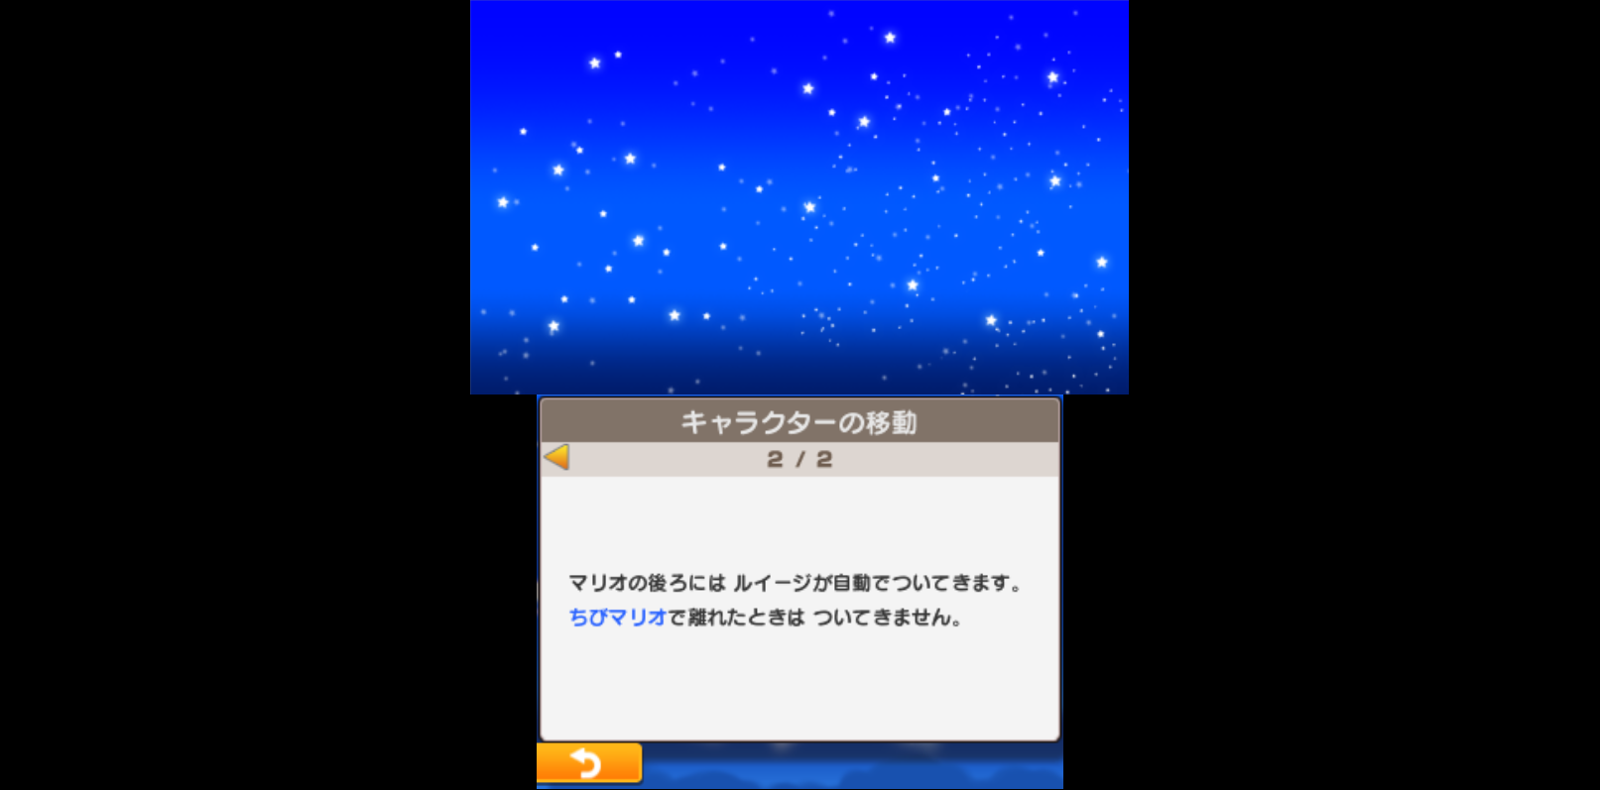 キャラクターの移動
2 / 2
マリオの後ろには ルイージが自動でついてきます。
ちびマリオで離れたときは ついてきません。